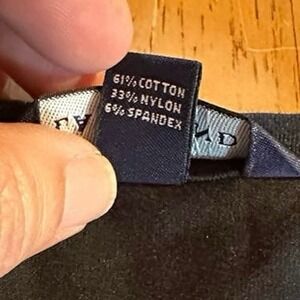 61% COTTON
33% NYLON
6% SPANDEX